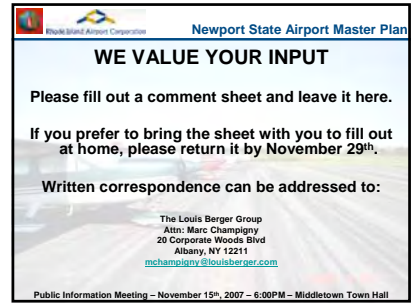 Rhode Island Airport Corporation
Newport State Airport Master Plan
WE VALUE YOUR INPUT
Please fill out a comment sheet and leave it here.
If you prefer to bring the sheet with you to fill out
at home, please return it by November 29th.
Written correspondence can be addressed to:
The Louis Berger Group
Attn: Marc Champigny
20 Corporate Woods Blvd
Albany, NY 12211
mchampigny@louisberger.com
Public Information Meeting – November 15th, 2007 – 6:00PM – Middletown Town Hall